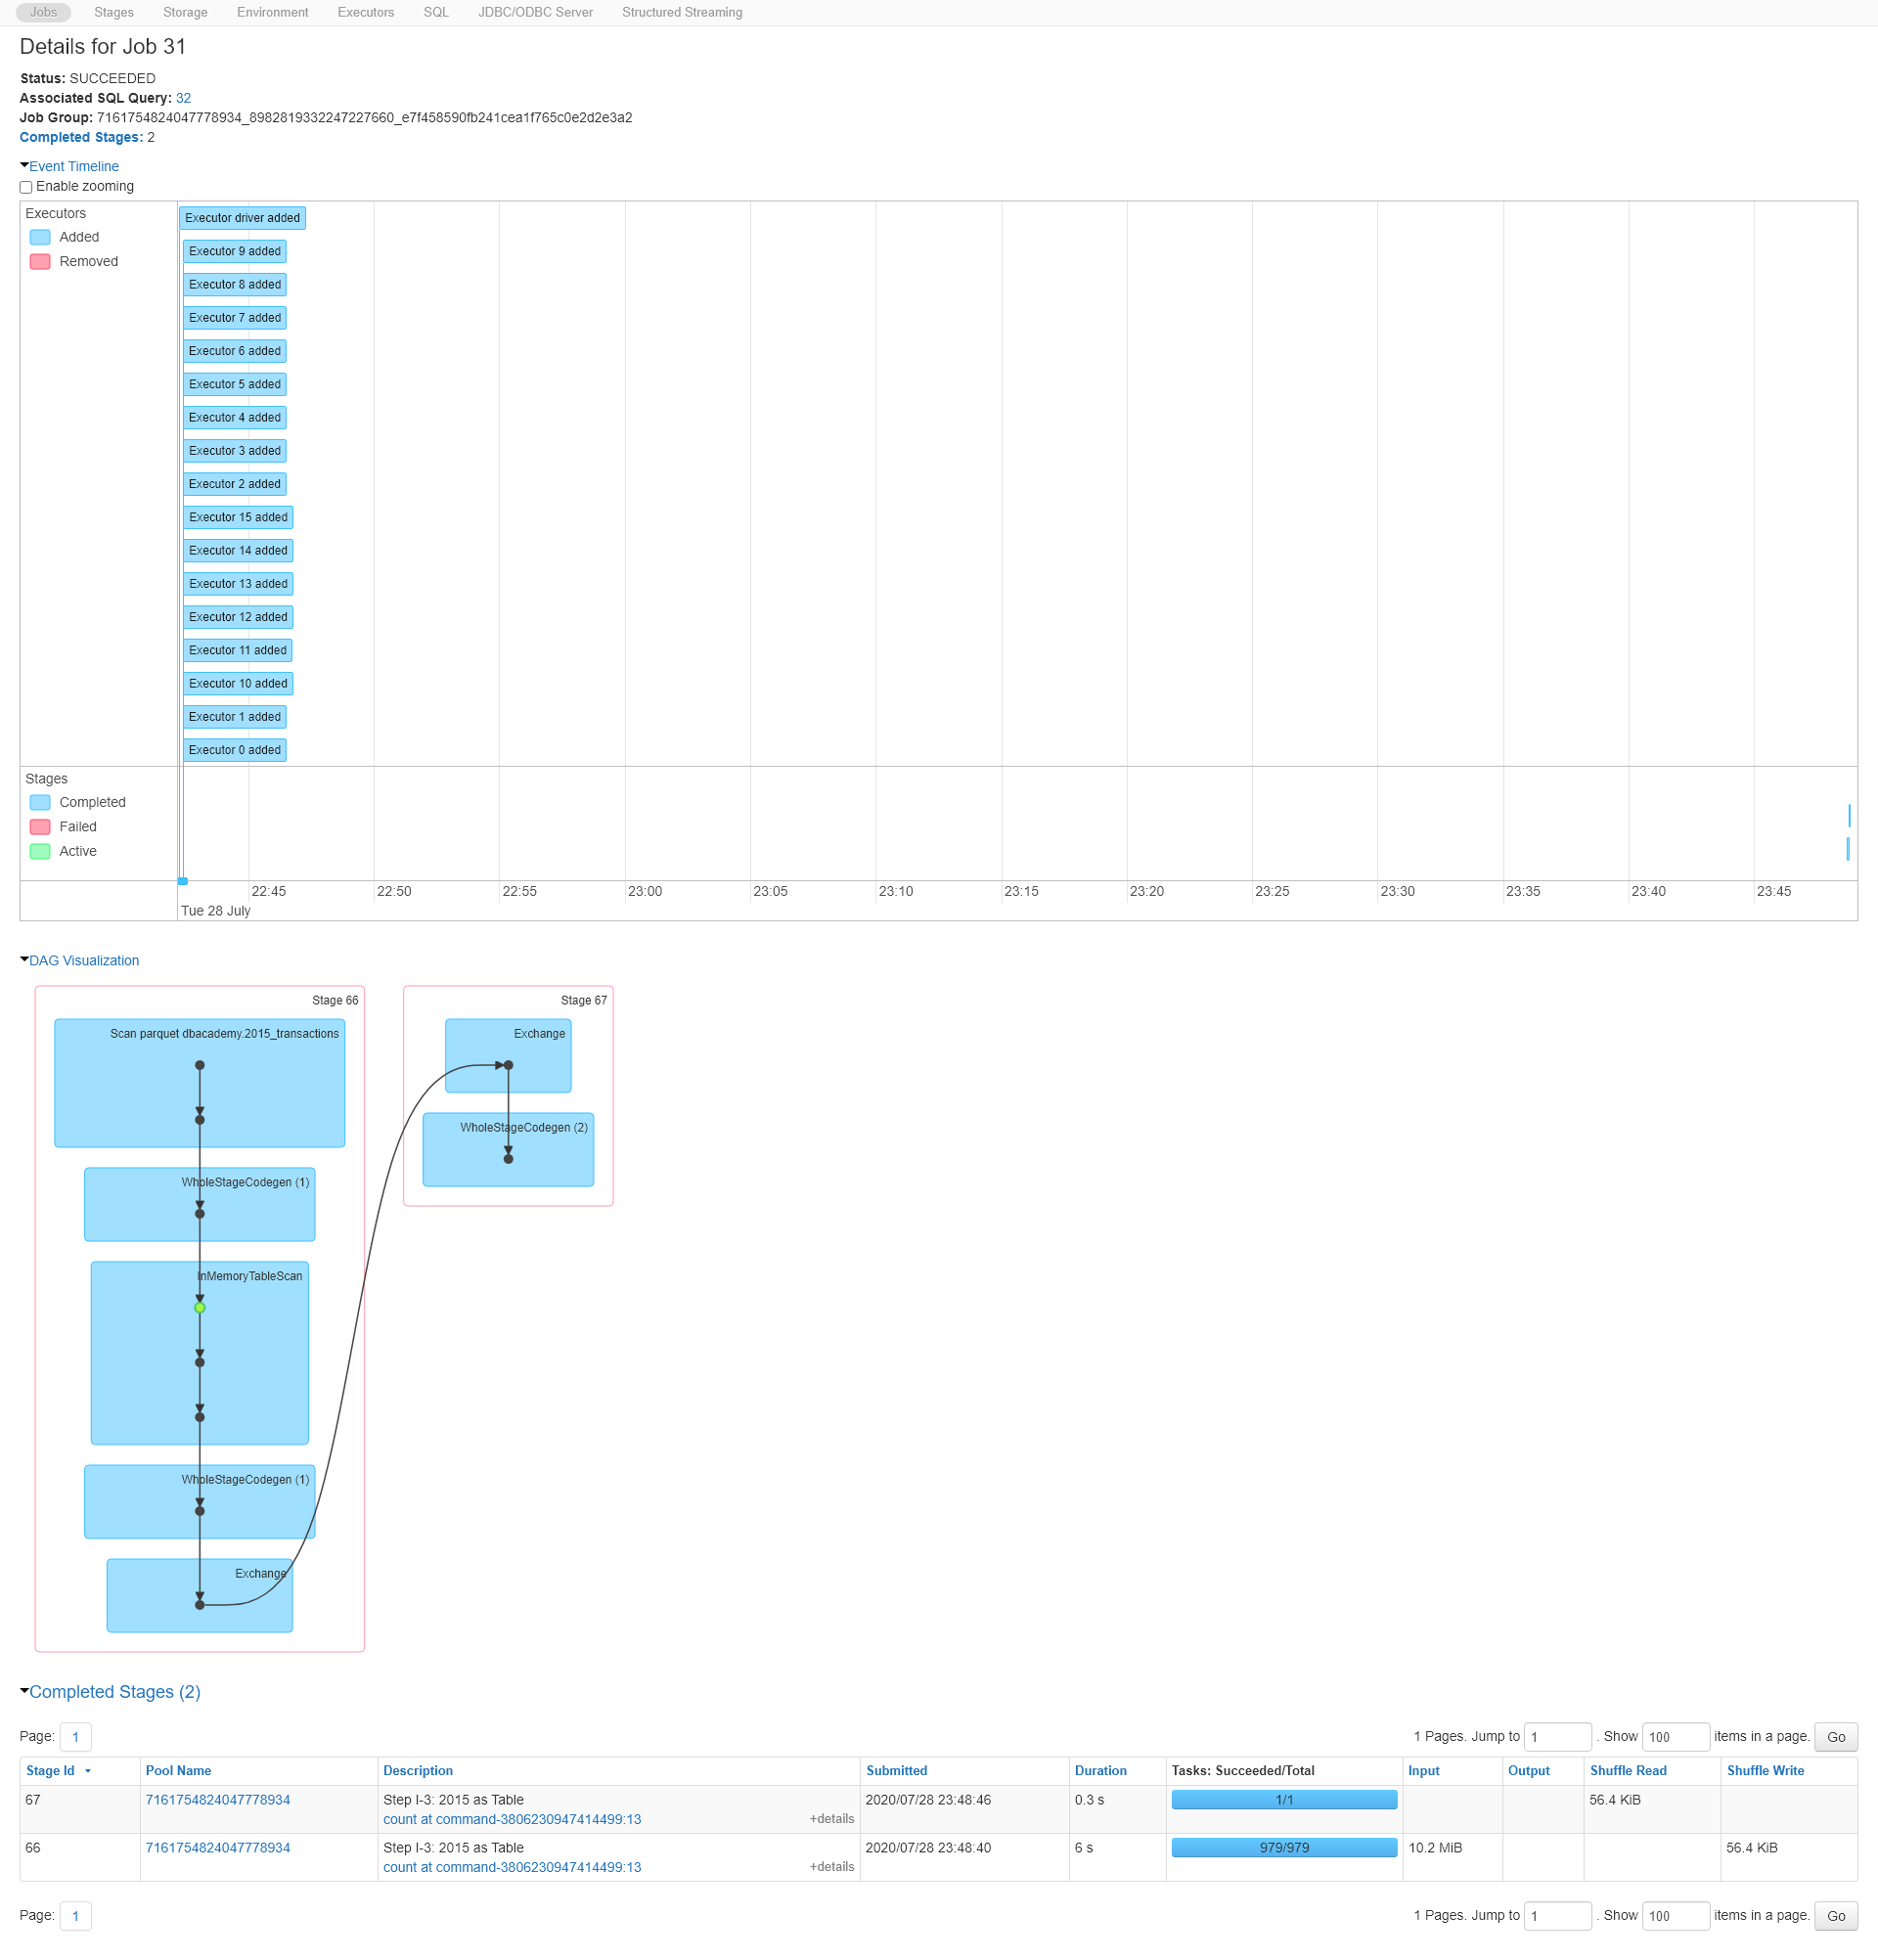 Jobs Stages Storage Environment Executors SQL JDBC/ODBC Server Structured Streaming
Details for Job 31
Status: SUCCEEDED
Associated SQL Query: 32
Job Group: 7161754824047778934_8982819332247227660_e7f458590fb241cea1f765c0e2d2e3a2
Completed Stages: 2
Event Timeline
Enable zooming
Executors
Added
Removed
Executor driver added
Executor 9 added
Executor 8 added
Executor 7 added
Executor 6 added
Executor 5 added
Executor 4 added
Executor 3 added
Executor 2 added
Executor 15 added
Executor 14 added
Executor 13 added
Executor 12 added
Executor 11 added
Executor 10 added
Executor 1 added
Executor 0 added
Stages
Completed
Failed
Active
22:45 22:50 22:55 23:00 23:05 23:10 23:15 23:20 23:25 23:30 23:35 23:40 23:45
Tue 28 July
DAG Visualization
Stage 66
Scan parquet dbacademy.2015_transactions
WholeStageCodegen (1)
InMemoryTableScan
WholeStageCodegen (1)
Exchange
Stage 67
Exchange
WholeStageCodegen (2)
Completed Stages (2)
Page: 1 1 Pages. Jump to 1 . Show 100 items in a page. Go
Stage Id Pool Name Description Submitted Duration Tasks: Succeeded/Total Input Output Shuffle Read Shuffle Write
67 7161754824047778934 Step I-3: 2015 as Table 2020/07/28 23:48:46 0.3 s 1/1 56.4 KiB
count at command-3806230947414499:13 +details
66 7161754824047778934 Step I-3: 2015 as Table 2020/07/28 23:48:40 6 s 979/979 10.2 MiB 56.4 KiB
count at command-3806230947414499:13 +details
Page: 1 1 Pages. Jump to 1 . Show 100 items in a page. Go